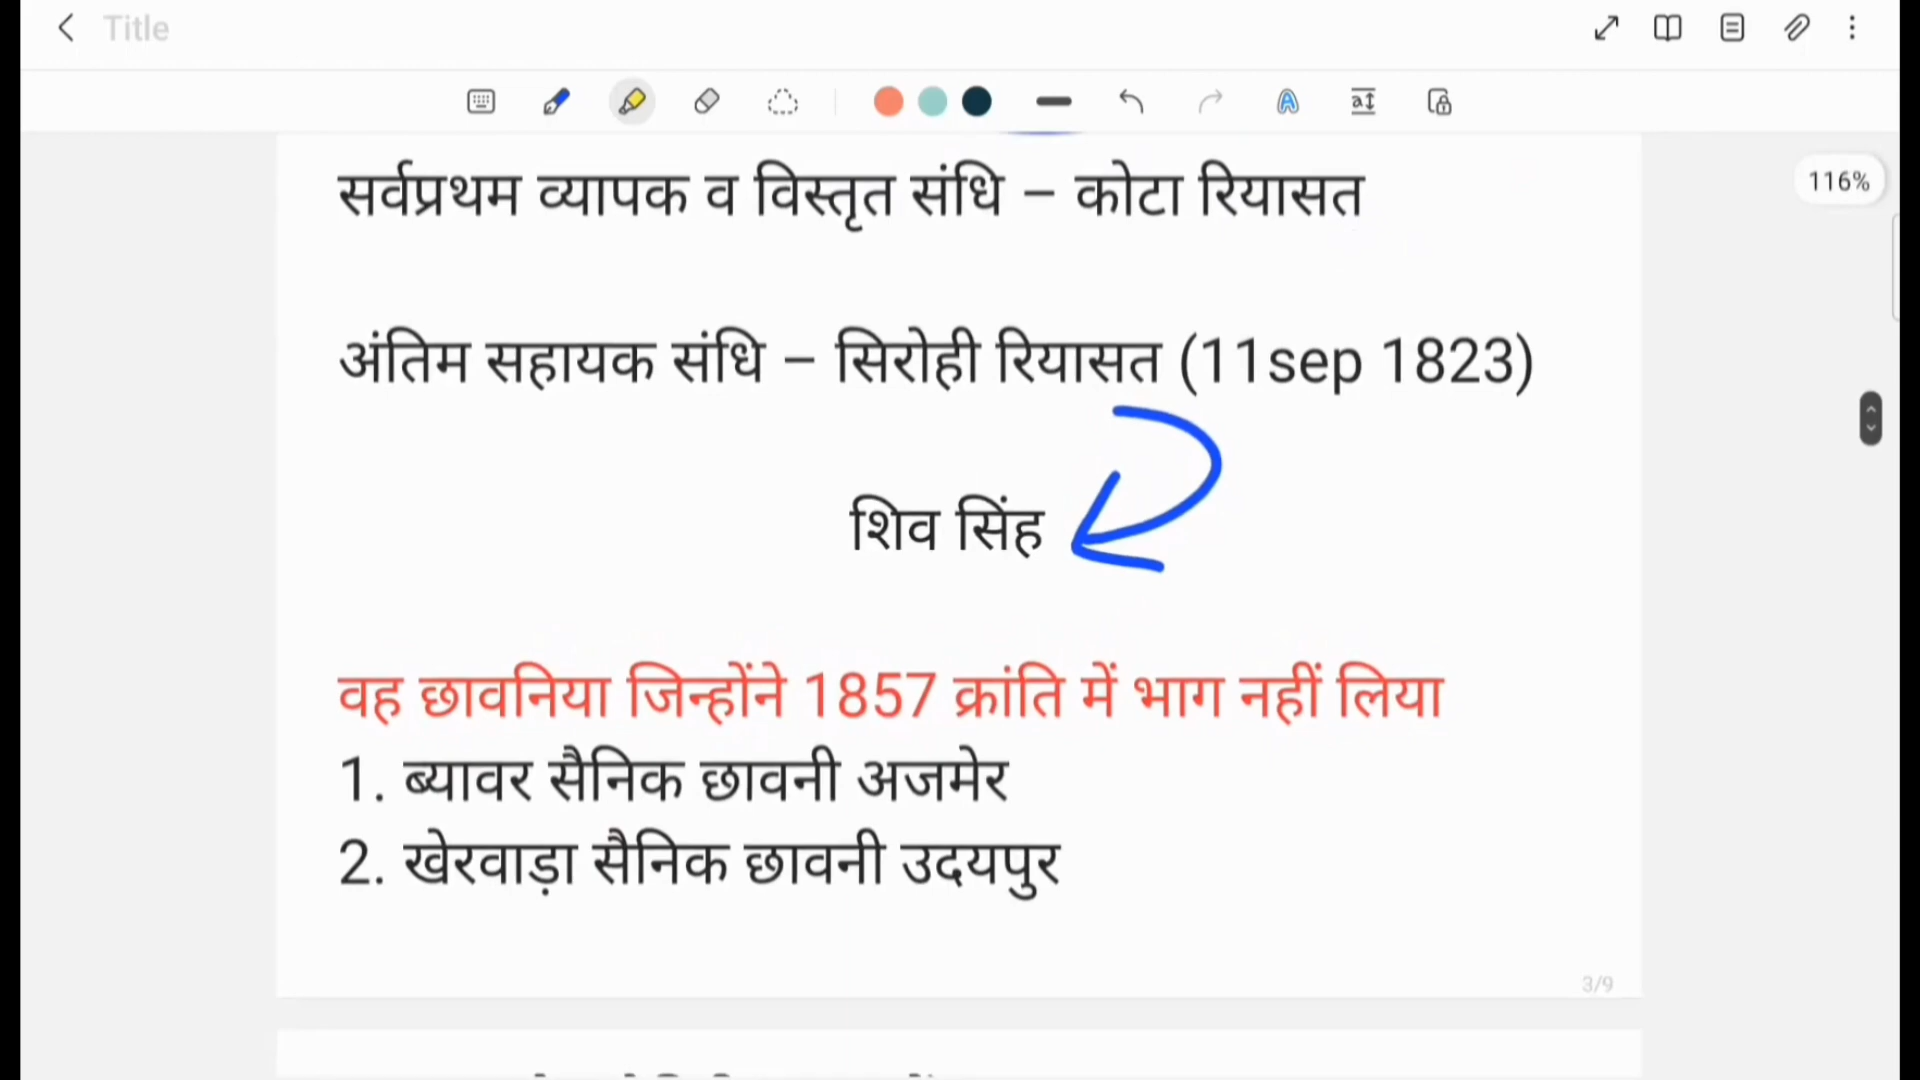 Title
116%
सर्वप्रथम व्यापक व विस्तृत संधि – कोटा रियासत
अंतिम सहायक संधि – सिरोही रियासत (11sep 1823)
शिव सिंह
वह छावनिया जिन्होंने 1857 क्रांति में भाग नहीं लिया
1. ब्यावर सैनिक छावनी अजमेर
2. खेरवाड़ा सैनिक छावनी उदयपुर
3/9